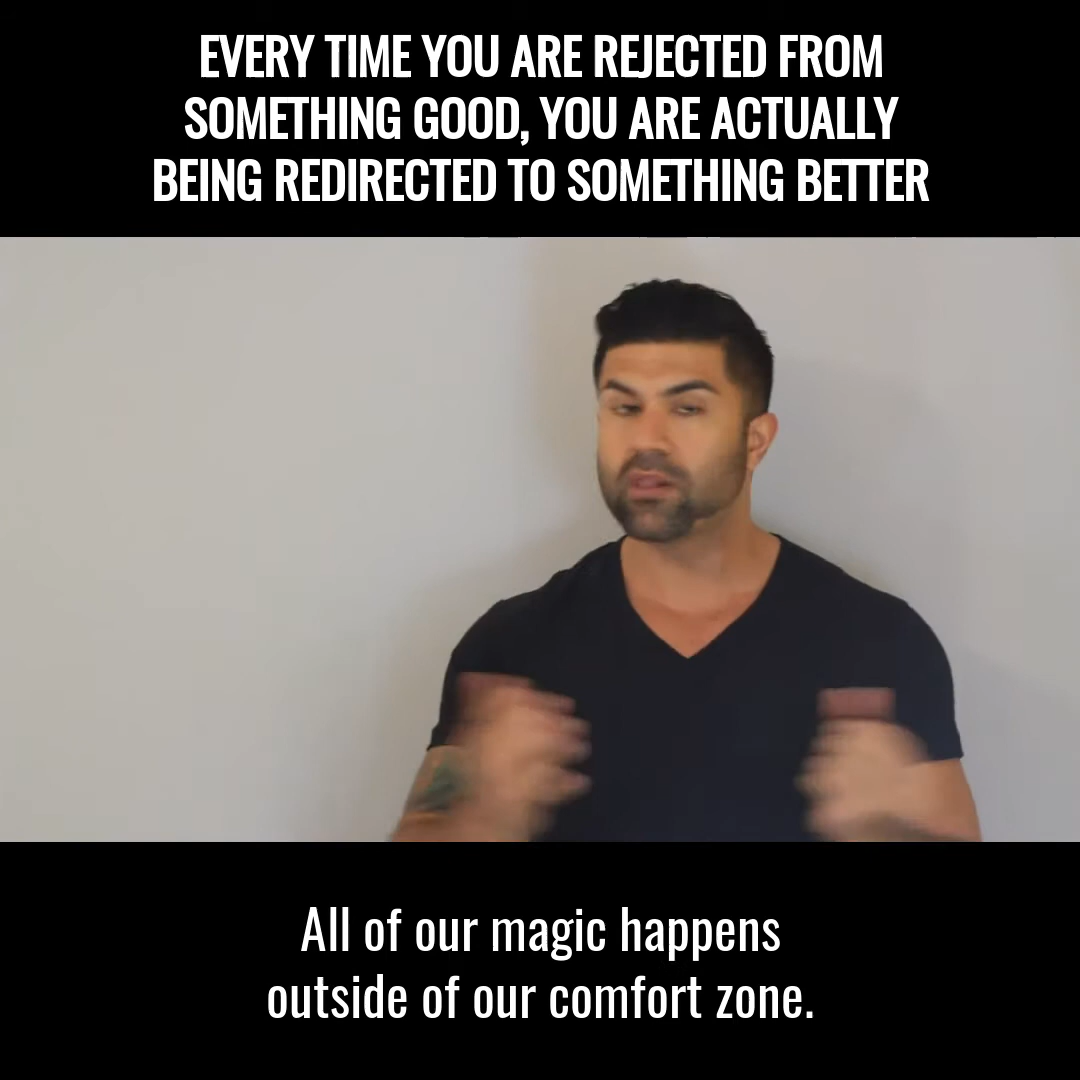 EVERY TIME YOU ARE REJECTED FROM
SOMETHING GOOD, YOU ARE ACTUALLY
BEING REDIRECTED TO SOMETHING BETTER
All of our magic happens
outside of our comfort zone.